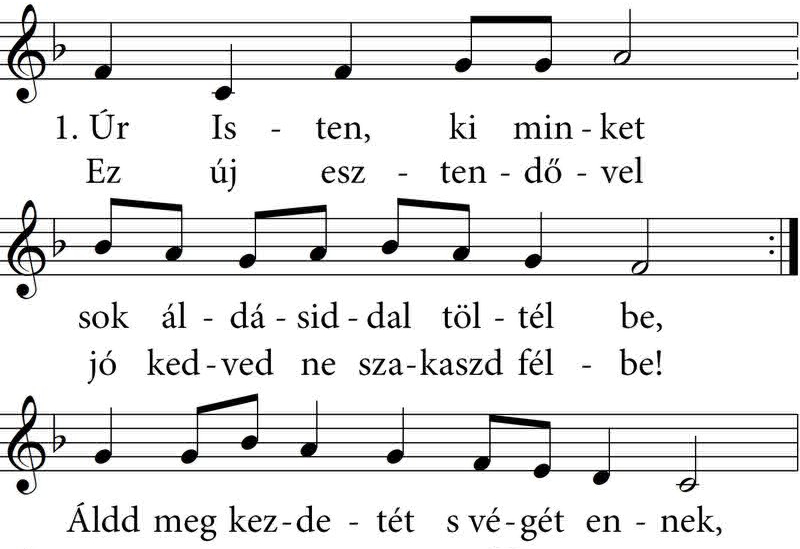 1. Úr Is - ten, ki min - ket
Ez új esz - ten - dő - vel
sok ál - dá - sid - dal töl - tél be,
jó ked - ved ne sza - kaszd fél - be!
Áldd meg kez - de - tét s vé - gét en - nek,